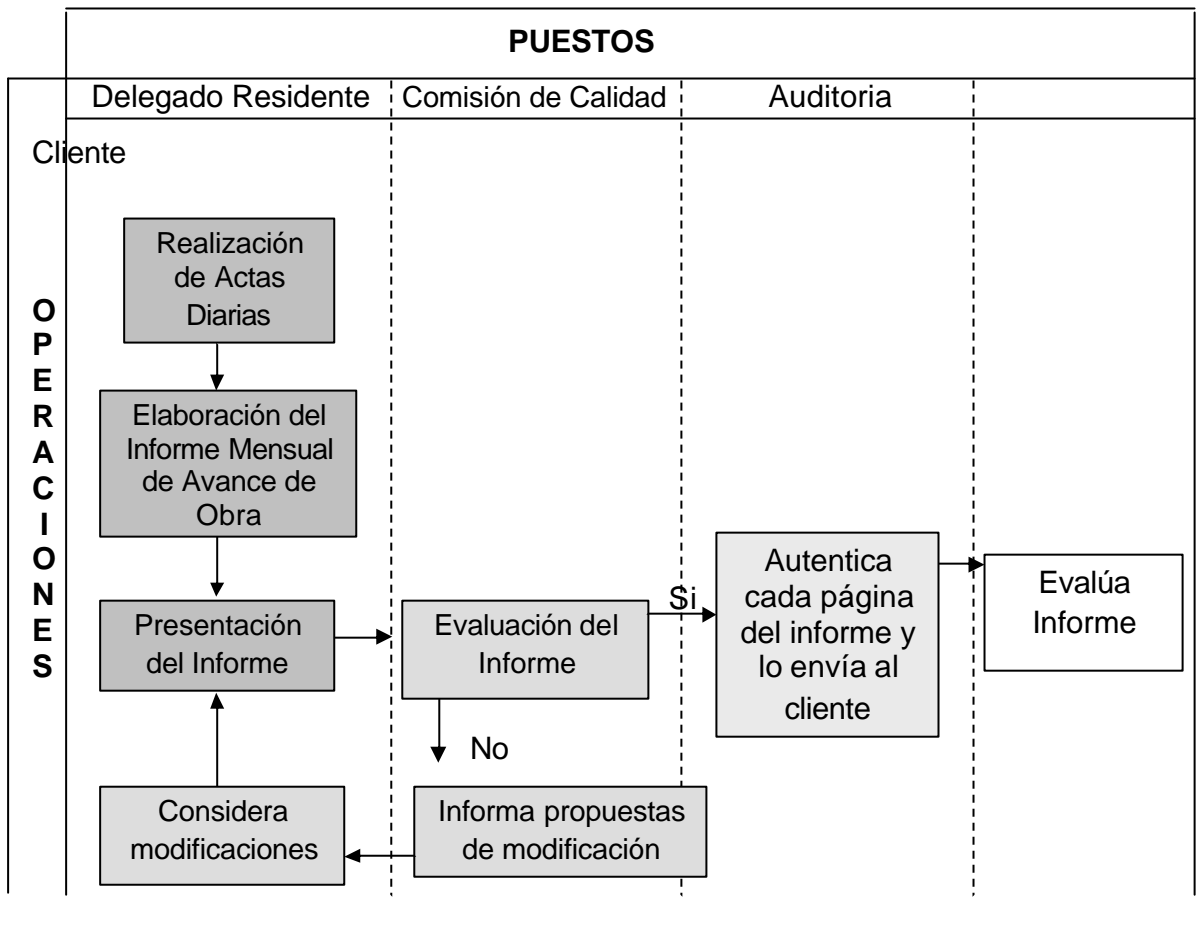 PUESTOS
Delegado Residente
Comisión de Calidad
Auditoria
Cliente
OPERACIONES
Realización
de Actas
Diarias
Elaboración del
Informe Mensual
de Avance de
Obra
Presentación
del Informe
Evaluación del
Informe
Si
Autentica
cada página
del informe y
lo envía al
cliente
Evalúa
Informe
No
Considera
modificaciones
Informa propuestas
de modificación